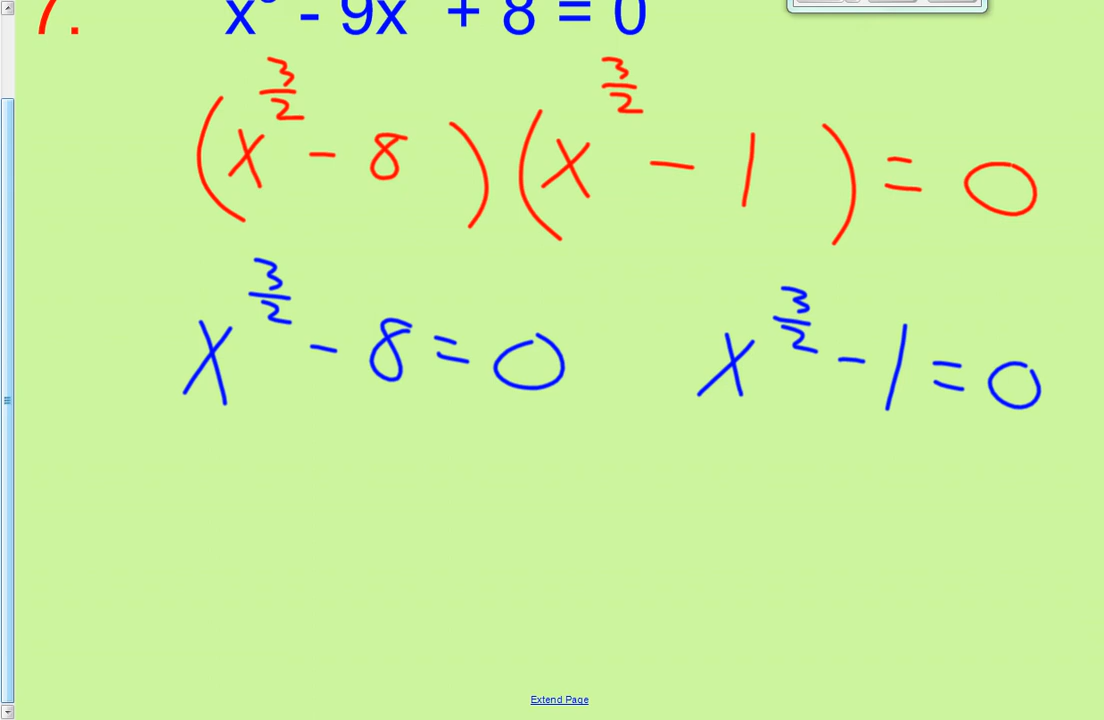 7. x³ - 9x + 8 = 0
(x^(3/2) - 8)(x^(3/2) - 1) = 0
x^(3/2) - 8 = 0 x^(3/2) - 1 = 0
Extend Page